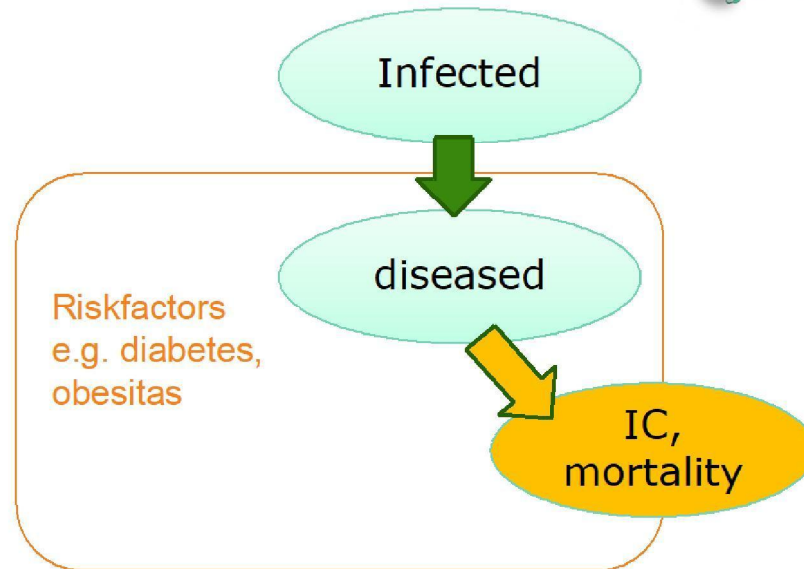 Infected
diseased
Riskfactors
e.g. diabetes,
obesitas
IC,
mortality